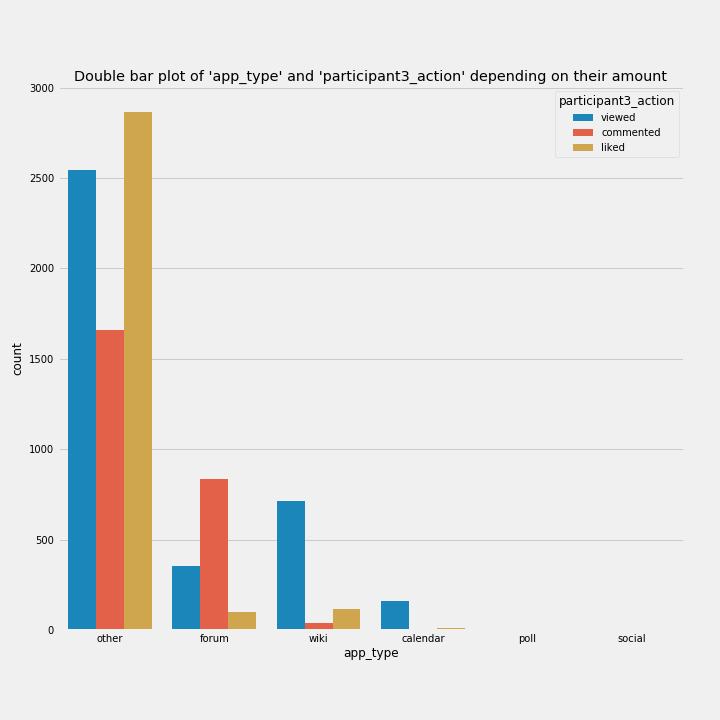 Double bar plot of 'app_type' and 'participant3_action' depending on their amount
participant3_action
viewed
commented
liked
3000
2500
2000
1500
1000
500
0
count
other forum wiki calendar poll social
app_type